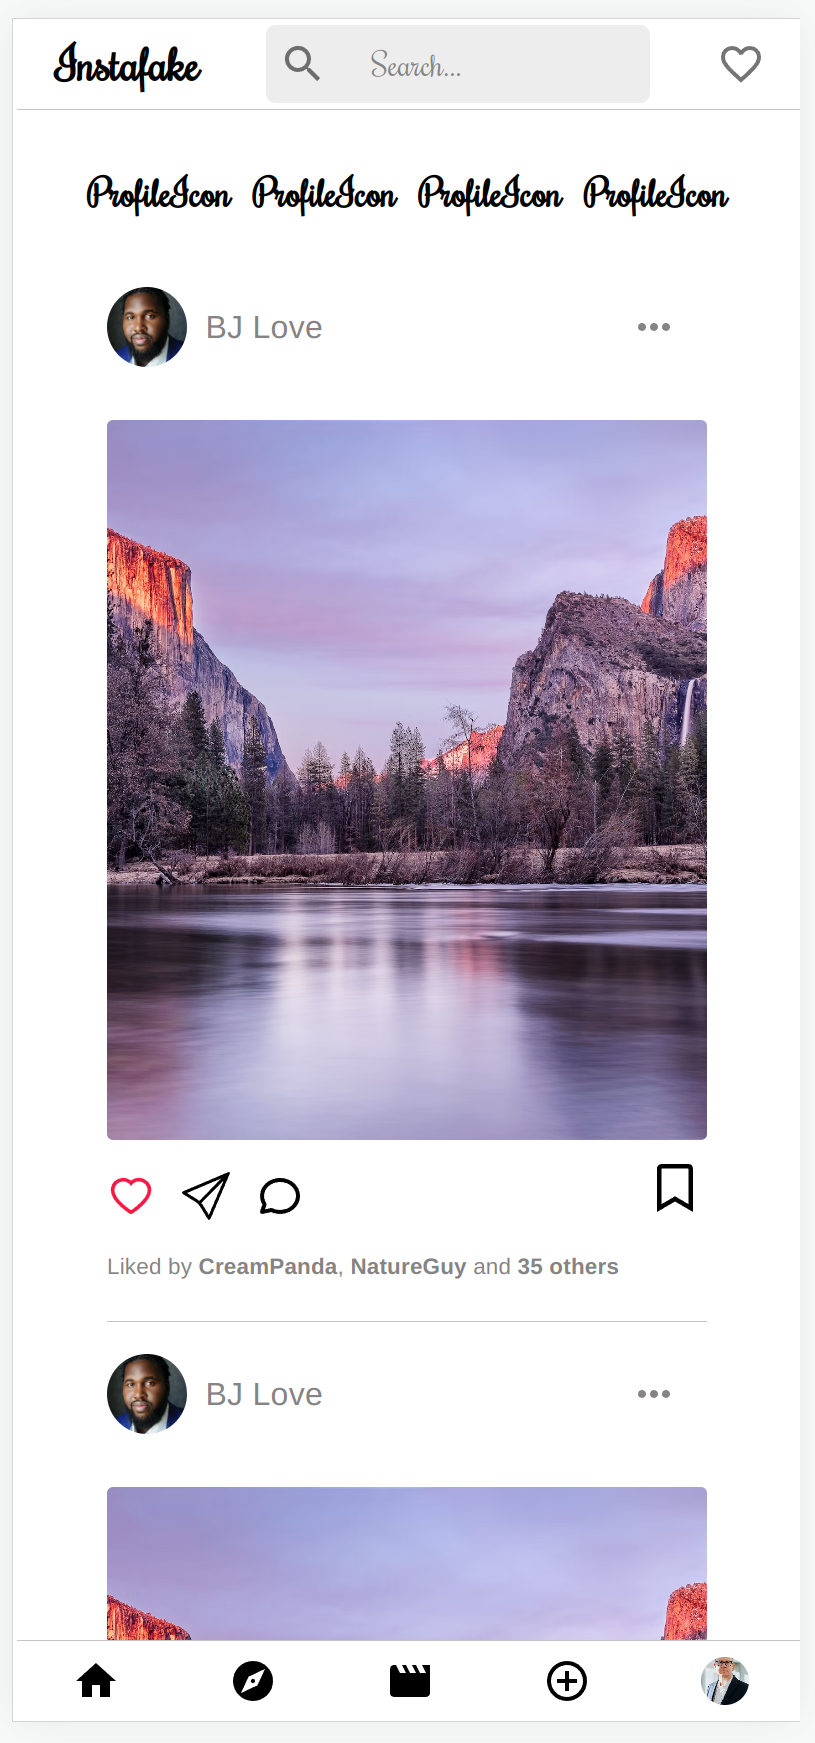 Instafake Search...
ProfileIcon ProfileIcon ProfileIcon ProfileIcon
BJ Love
Liked by CreamPanda, NatureGuy and 35 others
BJ Love